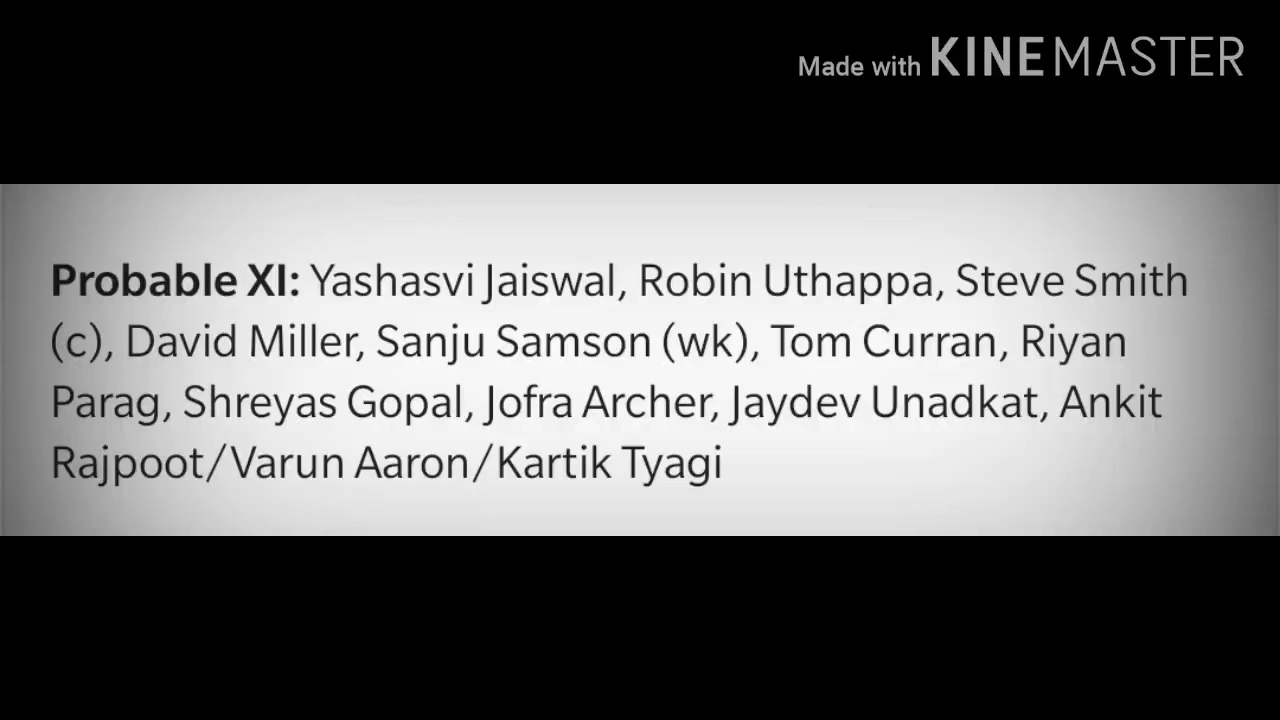 Made with KINEMASTER
Probable XI: Yashasvi Jaiswal, Robin Uthappa, Steve Smith
(c), David Miller, Sanju Samson (wk), Tom Curran, Riyan
Parag, Shreyas Gopal, Jofra Archer, Jaydev Unadkat, Ankit
Rajpoot/Varun Aaron/Kartik Tyagi